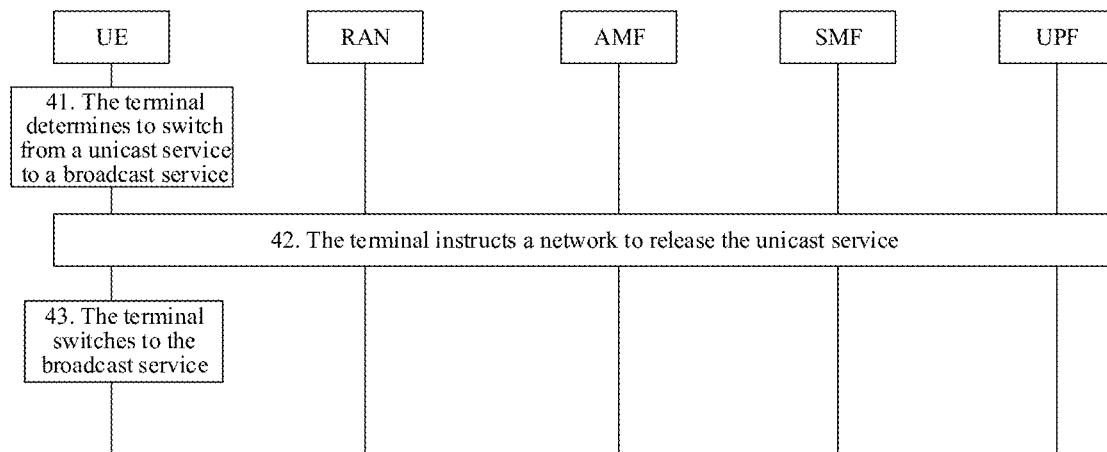 UE
RAN
AMF
SMF
UPF
41. The terminal
determines to switch
from a unicast service
to a broadcast service
42. The terminal instructs a network to release the unicast service
43. The terminal
switches to the
broadcast service